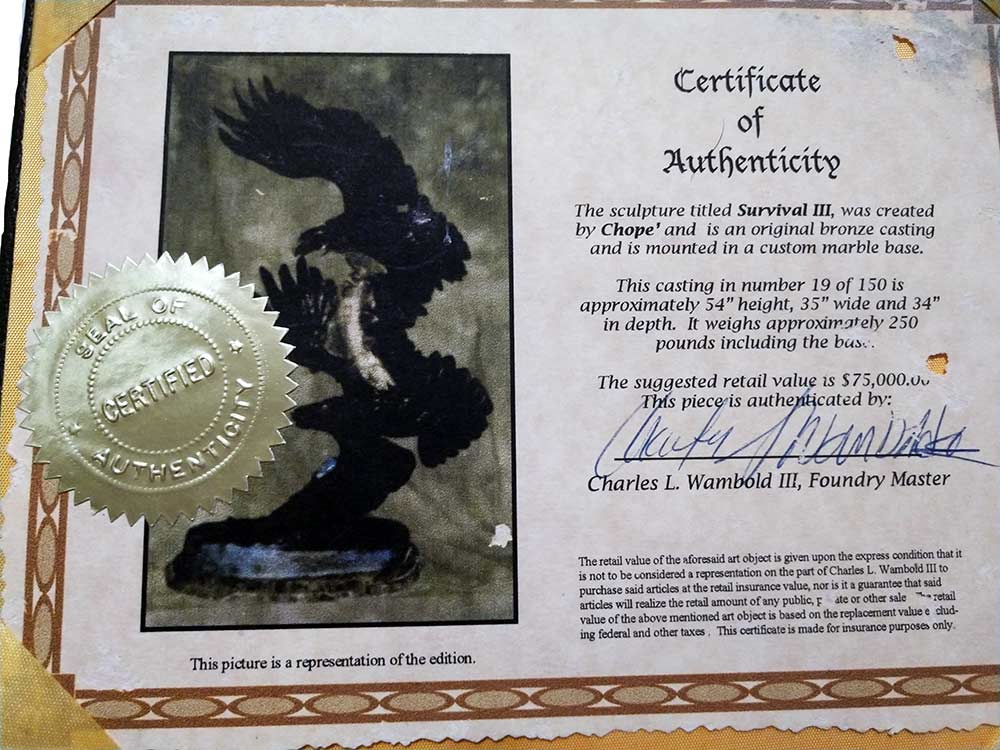 Certificate
of
Authenticity
The sculpture titled Survival III, was created
by Chope' and is an original bronze casting
and is mounted in a custom marble base.
This casting in number 19 of 150 is
approximately 54" height, 35" wide and 34"
in depth. It weighs approximately 250
pounds including the
The suggested retail value is $75,000.00
This piece is authenticated by:
Charles L. Wambold III, Foundry Master
The retail value of the aforesaid art object is given upon the express condition that it
is not to be considered a representation on the part of Charles L. Wambold III to
purchase said articles at the retail insurance value, nor is it a guarantee that said
articles will realize the retail amount of any public, or other sale The retail
value of the above mentioned art object is based on the replacement value
ing federal and other taxes . This certificate is made for insurance purposes only.
SEAL OF
CERTIFIED
AUTHENTICITY
This picture is a representation of the edition.